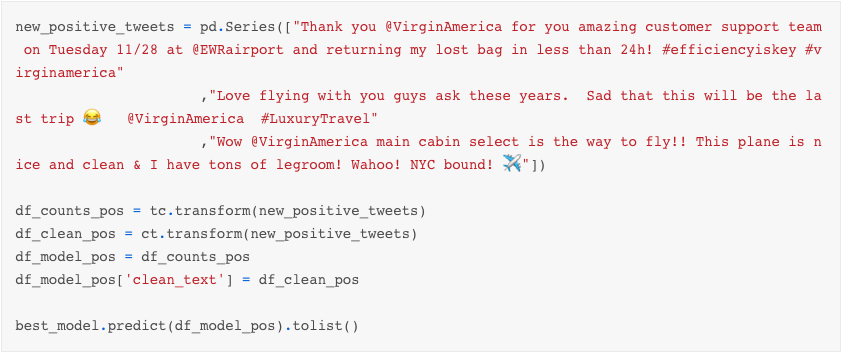 new_positive_tweets = pd.Series(["Thank you @VirginAmerica for you amazing customer support team
 on Tuesday 11/28 at @EWRairport and returning my lost bag in less than 24h! #efficiencyiskey #v
irginamerica"
                      ,"Love flying with you guys ask these years.  Sad that this will be the la
st trip 😂   @VirginAmerica  #LuxuryTravel"
                      ,"Wow @VirginAmerica main cabin select is the way to fly!! This plane is n
ice and clean & I have tons of legroom! Wahoo! NYC bound! ✈️"])

df_counts_pos = tc.transform(new_positive_tweets)
df_clean_pos = ct.transform(new_positive_tweets)
df_model_pos = df_counts_pos
df_model_pos['clean_text'] = df_clean_pos

best_model.predict(df_model_pos).tolist()